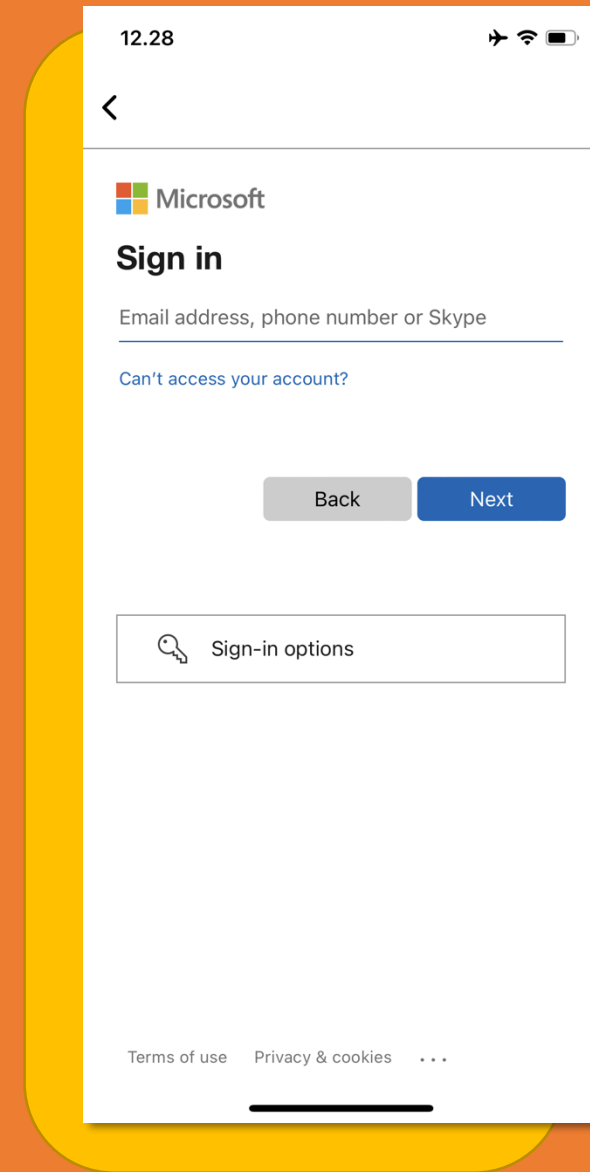 12.28
Microsoft
Sign in
Email address, phone number or Skype
Can't access your account?
Back Next
Sign-in options
Terms of use Privacy & cookies ...